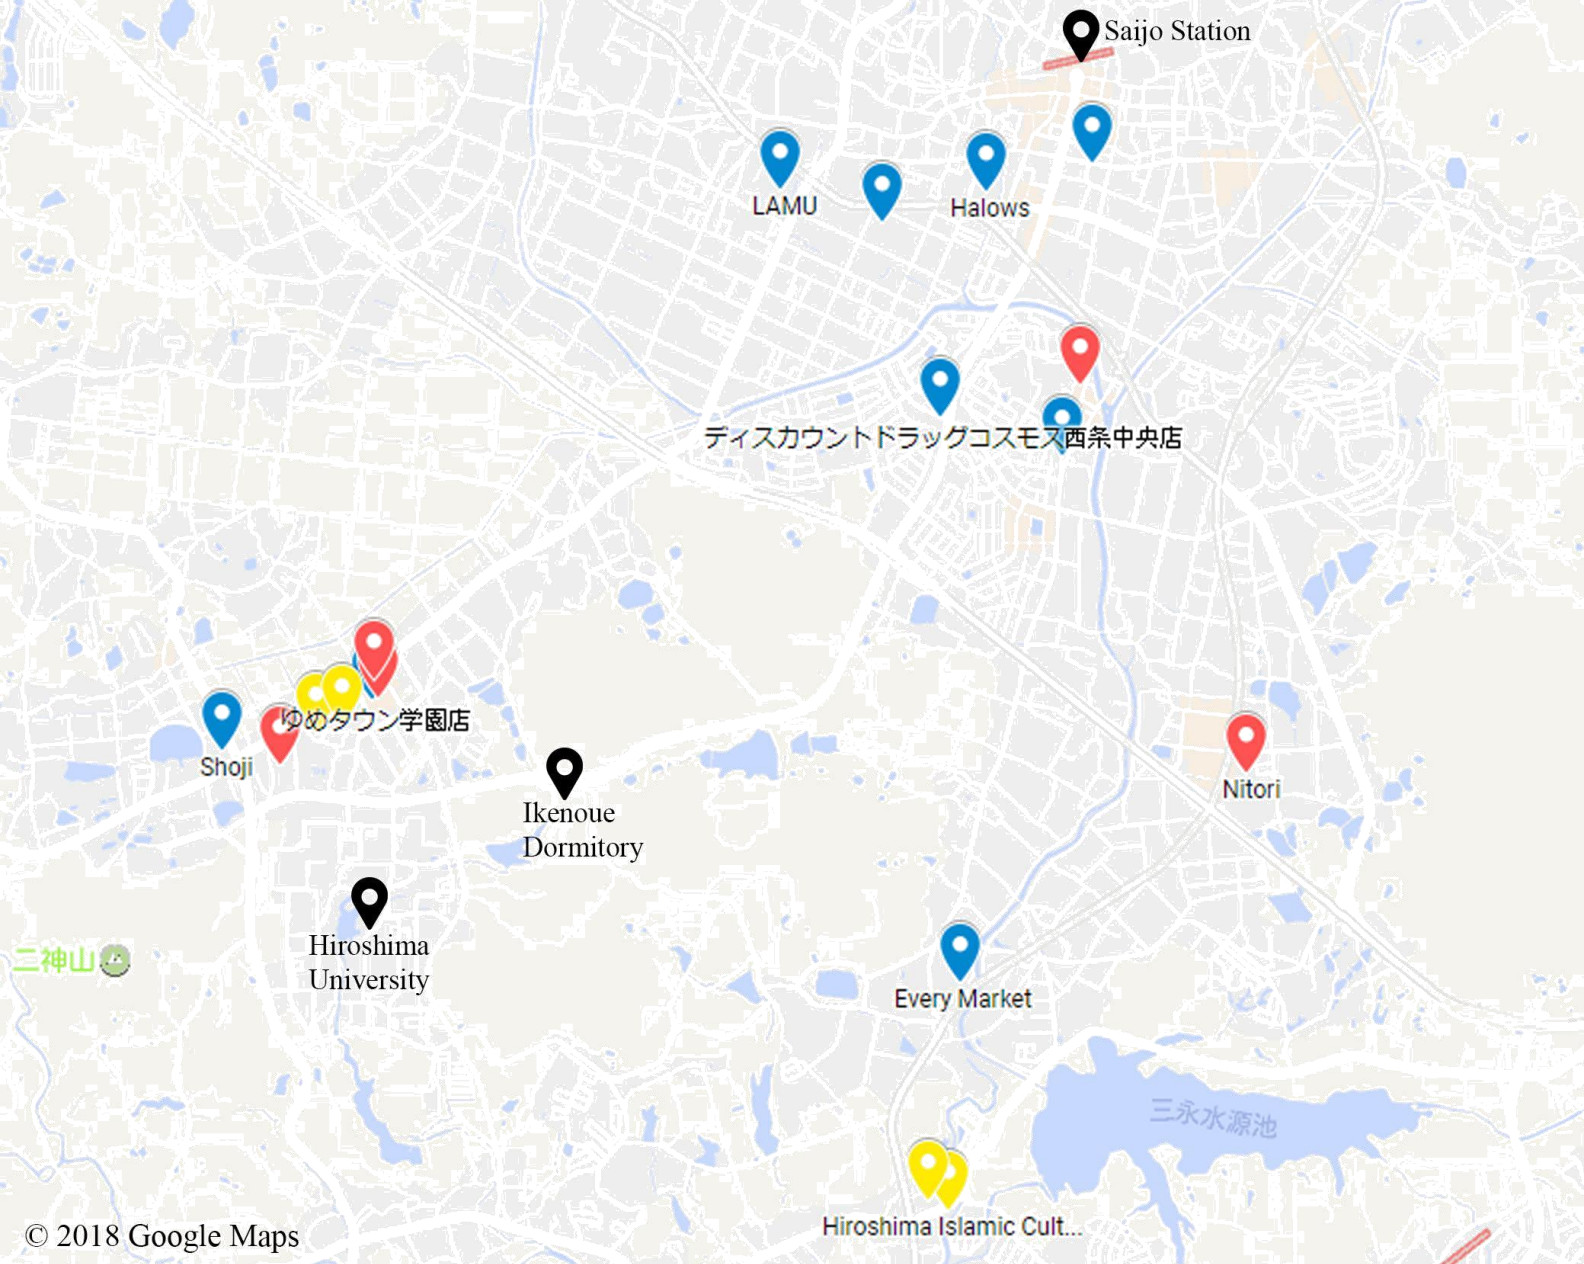 Saijo Station
LAMU
Halows
ディスカウントドラッグコスモス西条中央店
ゆめタウン学園店
Shoji
Nitori
Ikenoue
Dormitory
Hiroshima
University
二神山
Every Market
三永水源池
Hiroshima Islamic Cult...
© 2018 Google Maps